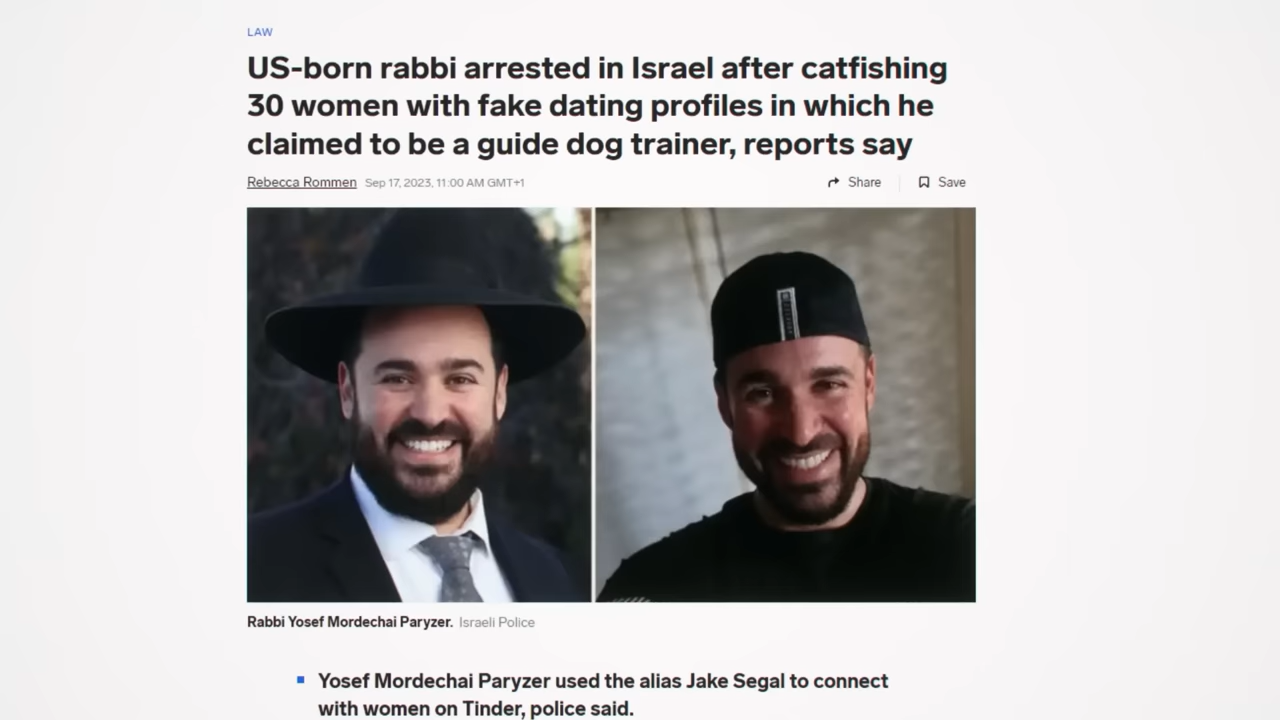 LAW
US-born rabbi arrested in Israel after catfishing
30 women with fake dating profiles in which he
claimed to be a guide dog trainer, reports say
Rebecca Rommen Sep 17, 2023, 11:00 AM GMT+1 Share Save
Rabbi Yosef Mordechai Paryzer. Israeli Police
Yosef Mordechai Paryzer used the alias Jake Segal to connect
with women on Tinder, police said.